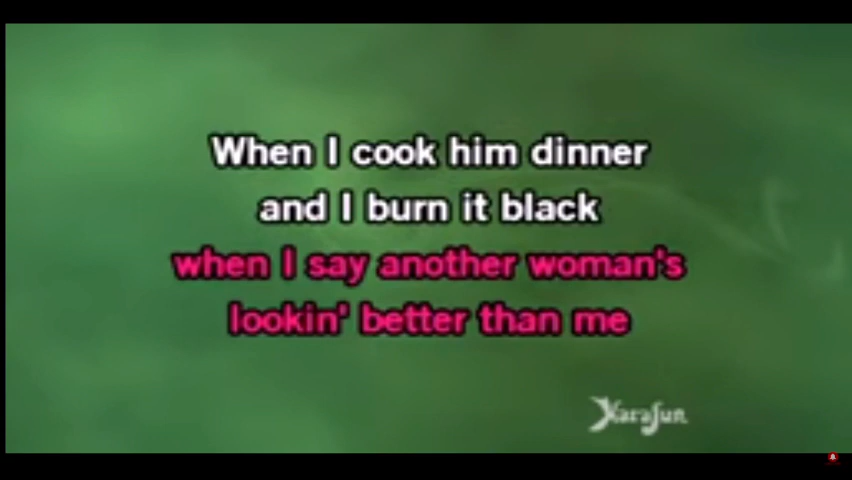 When I cook him dinner
and I burn it black
when I say another woman's
lookin' better than me
KaraFun